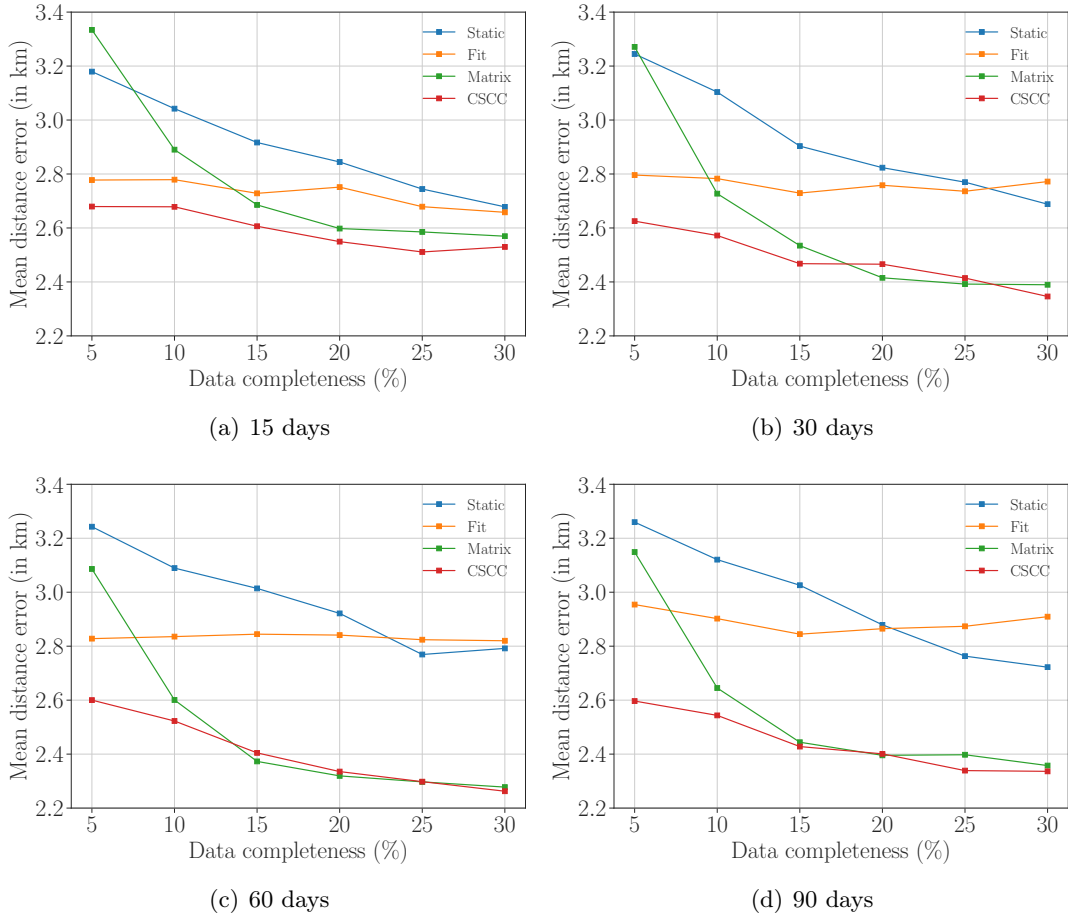 3.4
3.2
3.0
2.8
2.6
2.4
2.2
Mean distance error (in km)
Static
Fit
Matrix
CSCC
5 10 15 20 25 30
Data completeness (%)
(a) 15 days
3.4
3.2
3.0
2.8
2.6
2.4
2.2
Mean distance error (in km)
Static
Fit
Matrix
CSCC
5 10 15 20 25 30
Data completeness (%)
(b) 30 days
3.4
3.2
3.0
2.8
2.6
2.4
2.2
Mean distance error (in km)
Static
Fit
Matrix
CSCC
5 10 15 20 25 30
Data completeness (%)
(c) 60 days
3.4
3.2
3.0
2.8
2.6
2.4
2.2
Mean distance error (in km)
Static
Fit
Matrix
CSCC
5 10 15 20 25 30
Data completeness (%)
(d) 90 days